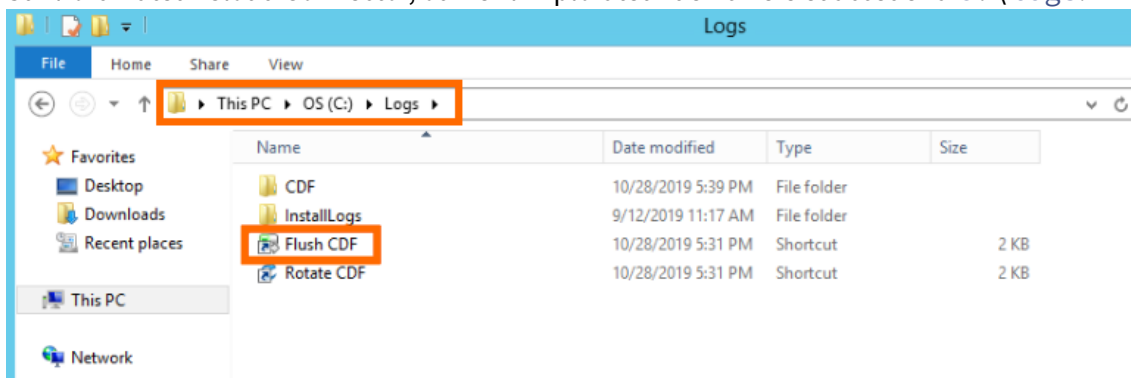 Logs
File Home Share View
This PC ▸ OS (C:) ▸ Logs ▸
Favorites
Desktop
Downloads
Recent places
This PC
Network
Name Date modified Type Size
CDF 10/28/2019 5:39 PM File folder
InstallLogs 9/12/2019 11:17 AM File folder
Flush CDF 10/28/2019 5:31 PM Shortcut 2 KB
Rotate CDF 10/28/2019 5:31 PM Shortcut 2 KB